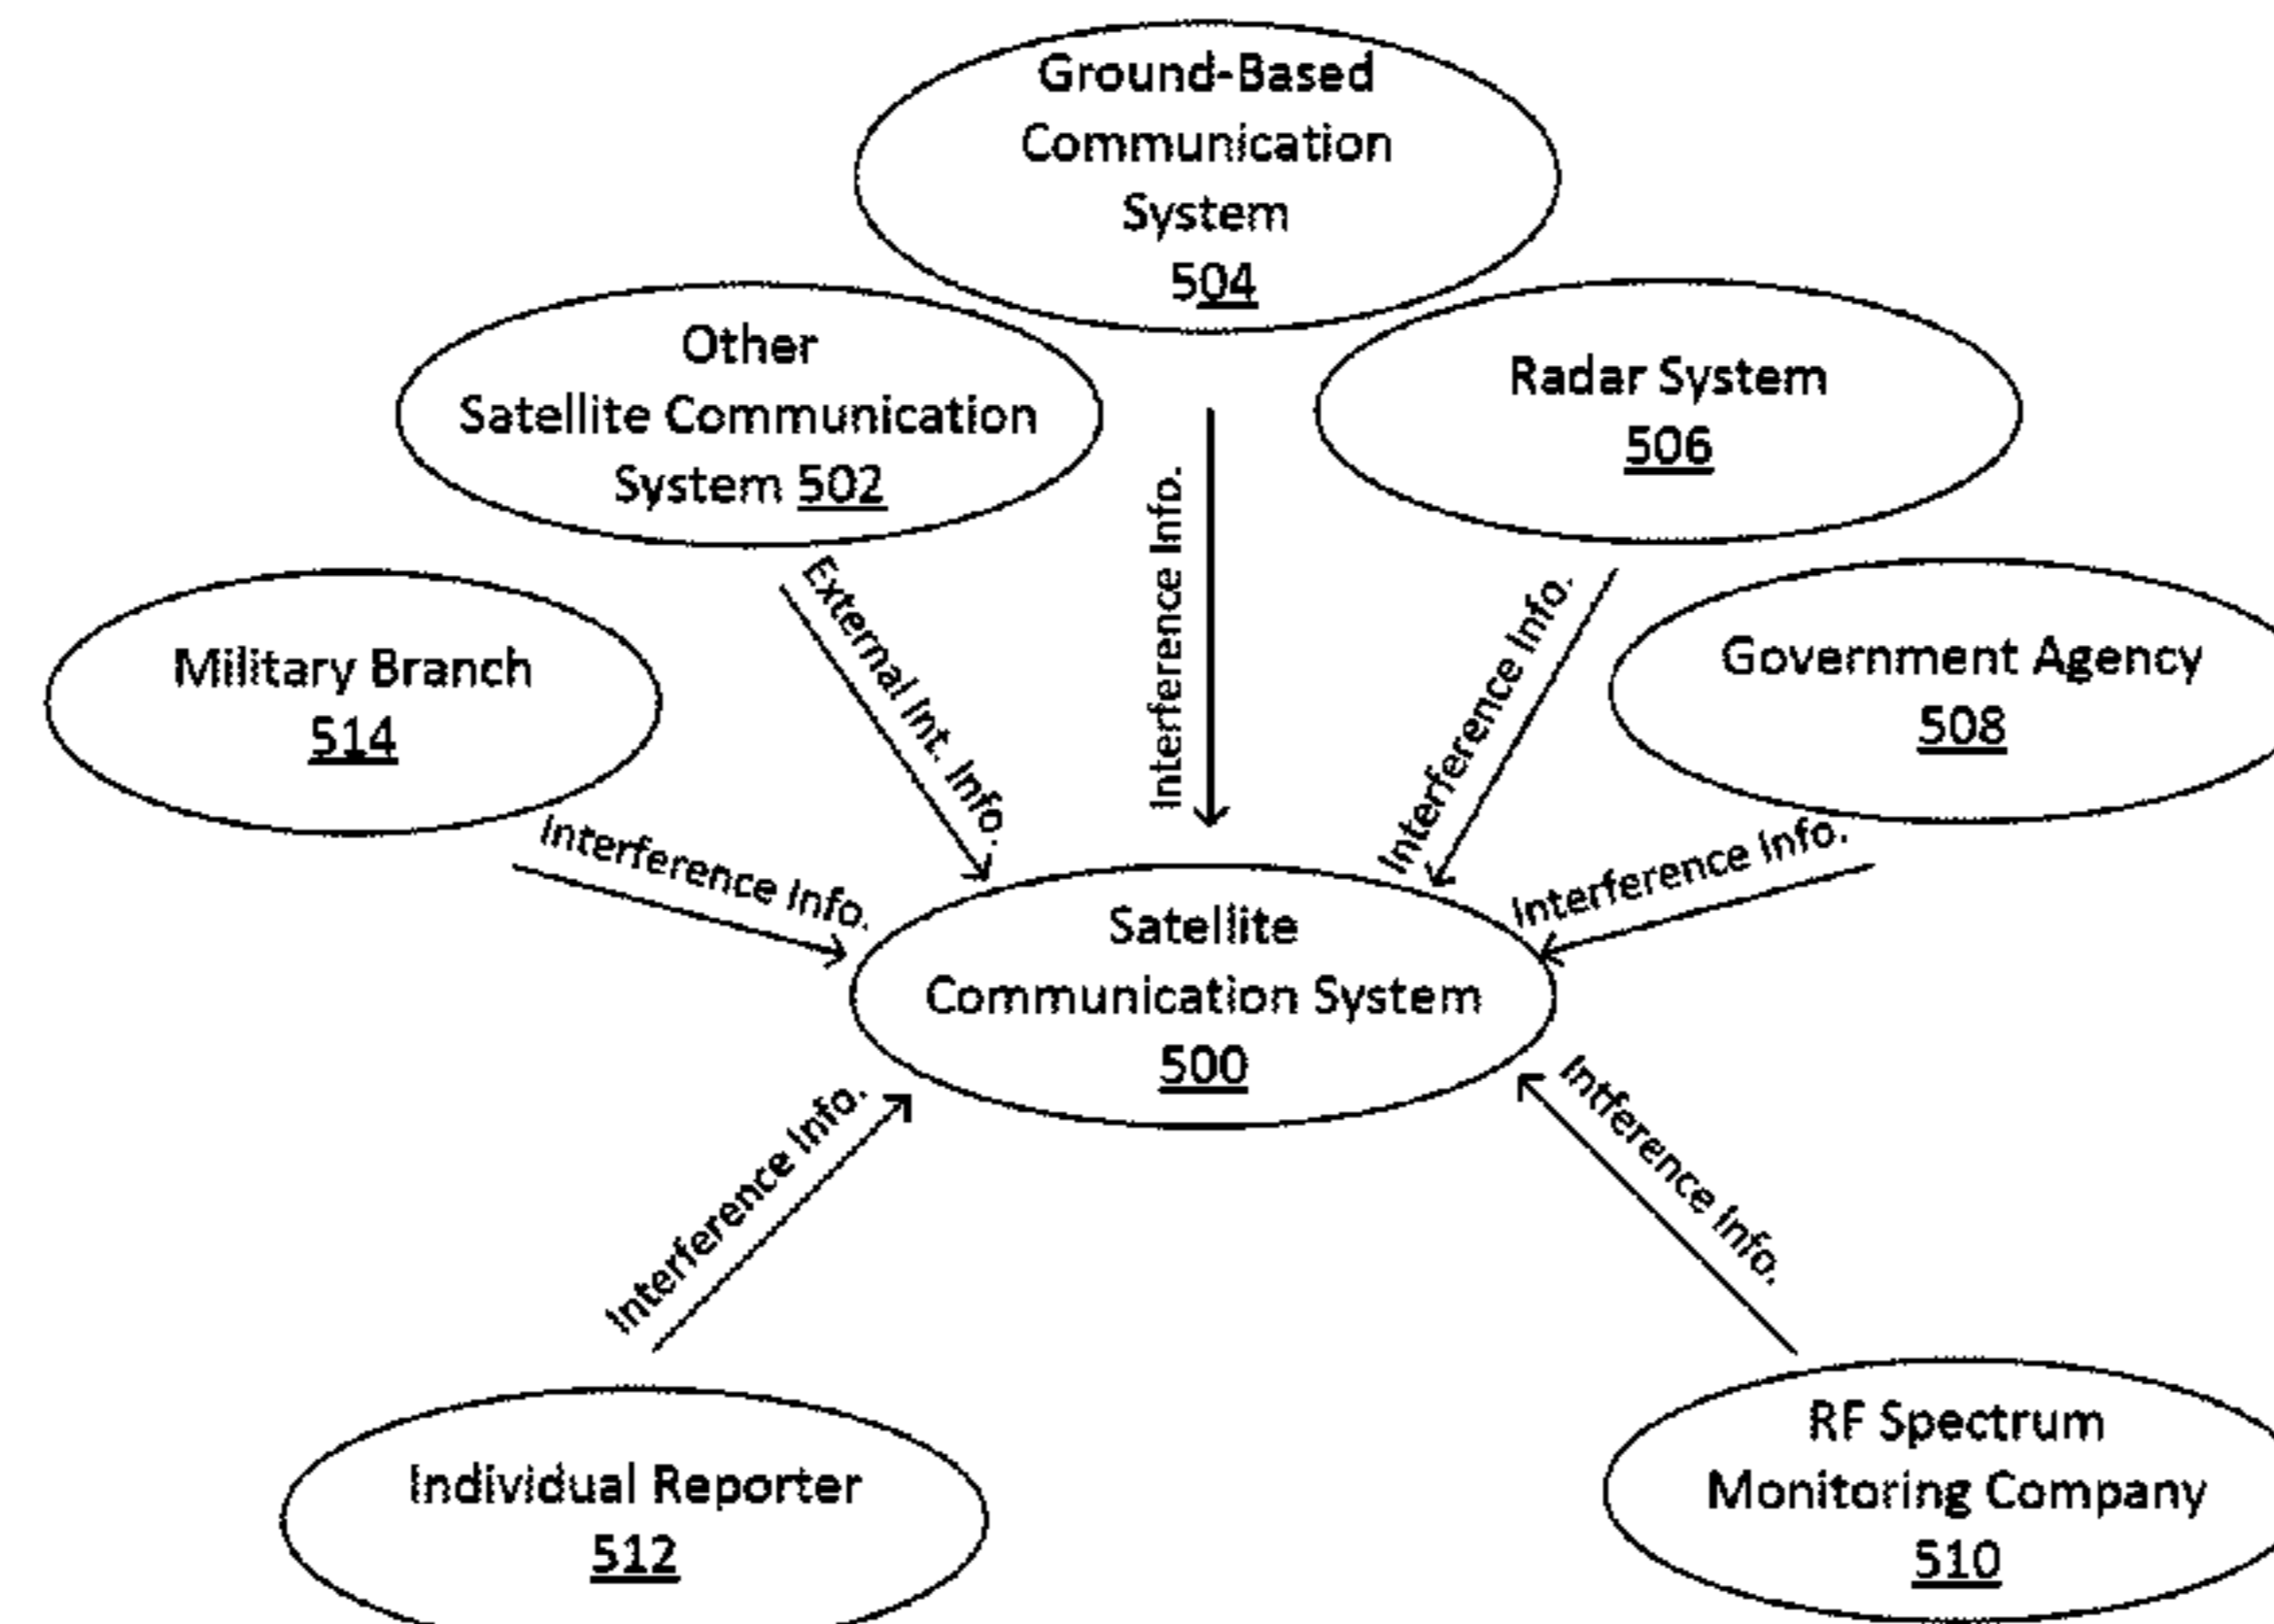 Ground-Based
Communication
System
504
Other
Satellite Communication
System 502
Radar System
506
Military Branch
514
Government Agency
508
External Int. Info.
Interference Info.
Interference Info.
Interference Info.
Interference Info.
Satellite
Communication System
500
Interference Info.
Intference Info.
Individual Reporter
512
RF Spectrum
Monitoring Company
510